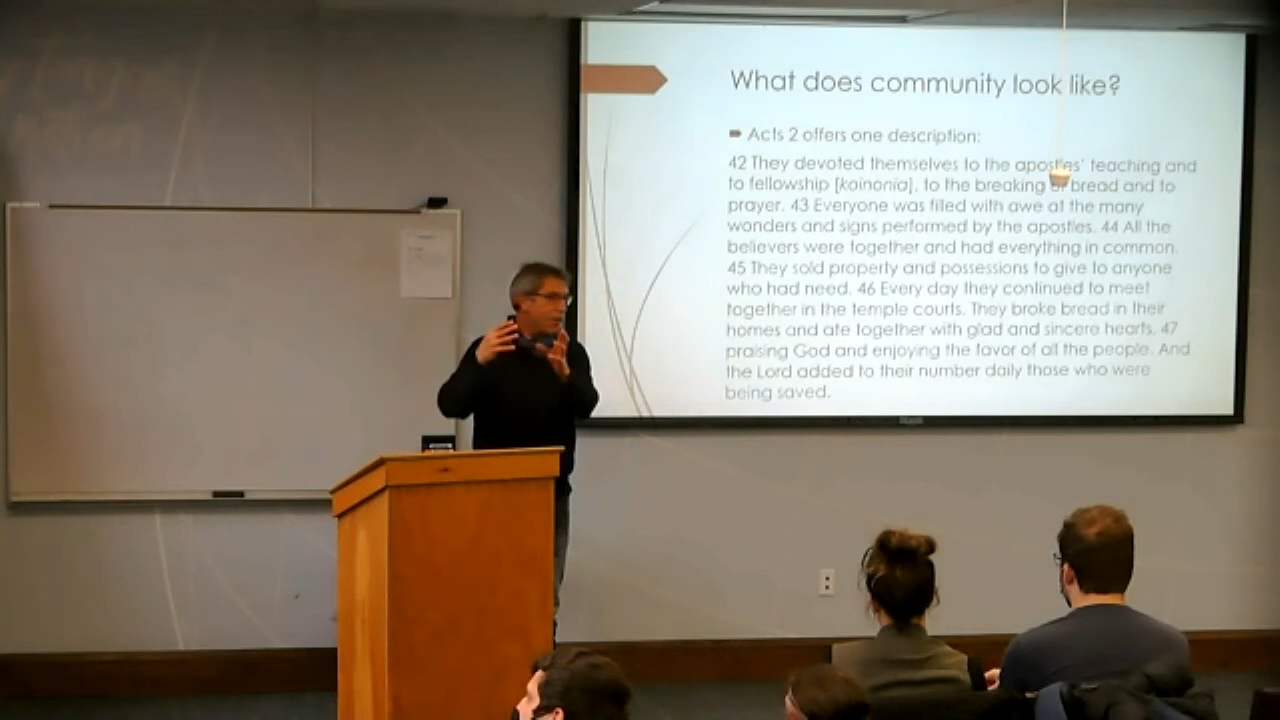 What does community look like?
Acts 2 offers one description:
42 They devoted themselves to the apostles' teaching and
to fellowship [koinonia], to the breaking of bread and to
prayer. 43 Everyone was filled with awe at the many
wonders and signs performed by the apostles. 44 All the
believers were together and had everything in common.
45 They sold property and possessions to give to anyone
who had need. 46 Every day they continued to meet
together in the temple courts. They broke bread in their
homes and ate together with glad and sincere hearts, 47
praising God and enjoying the favor of all the people. And
the Lord added to their number daily those who were
being saved.